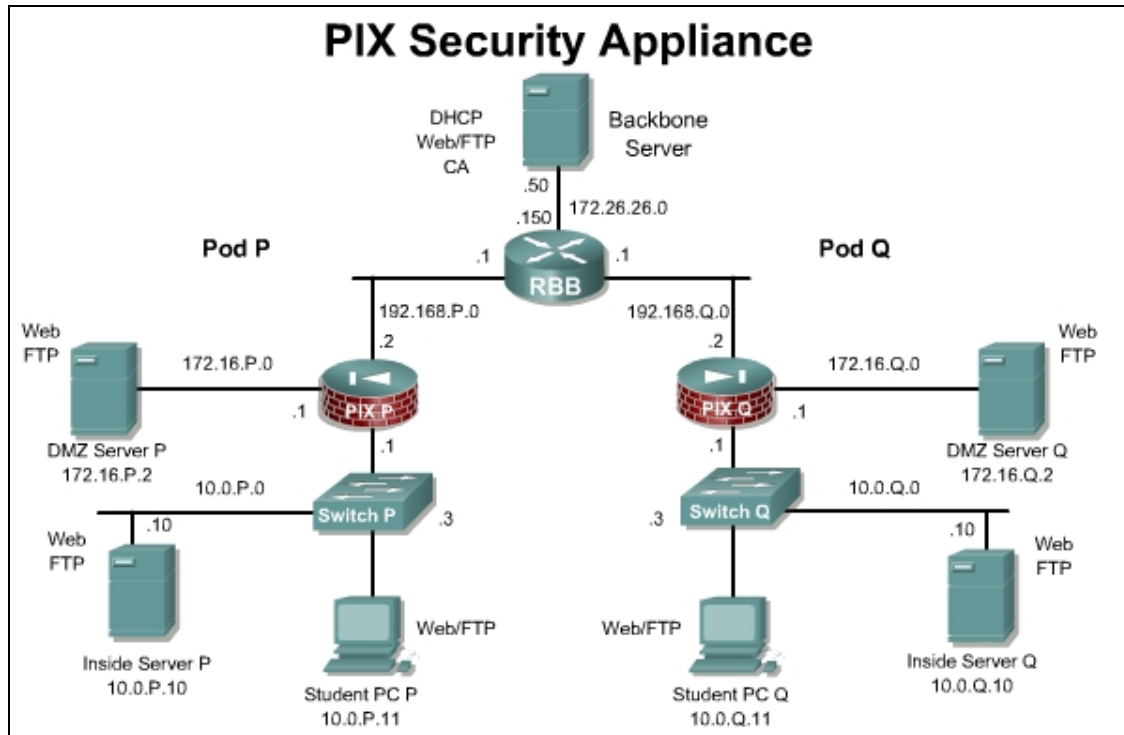 PIX Security Appliance
DHCP
Web/FTP
CA
Backbone
Server
.50
.150
172.26.26.0
Pod P
Pod Q
.1
.1
RBB
192.168.P.0
192.168.Q.0
Web
FTP
172.16.P.0
.2
.2
172.16.Q.0
Web
FTP
.1
PIX P
PIX Q
.1
DMZ Server P
172.16.P.2
.1
.1
DMZ Server Q
172.16.Q.2
10.0.P.0
10.0.Q.0
Switch P
.3
.3
Switch Q
.10
.10
Web
FTP
Web
FTP
Web/FTP
Web/FTP
Inside Server P
10.0.P.10
Student PC P
10.0.P.11
Student PC Q
10.0.Q.11
Inside Server Q
10.0.Q.10